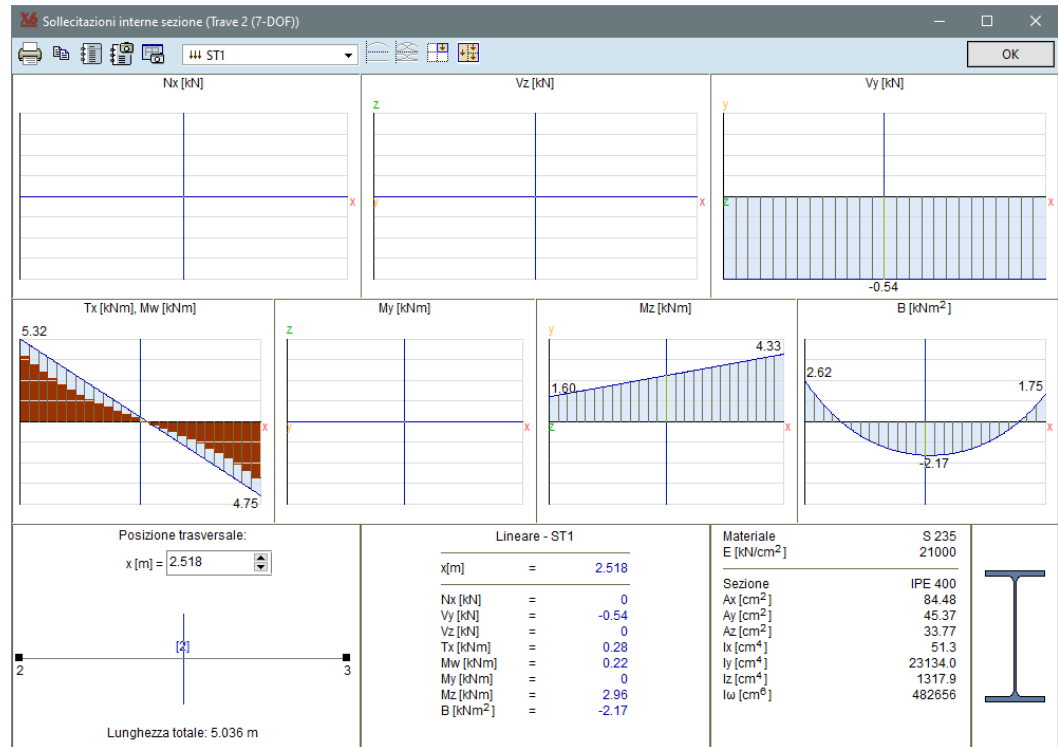 Sollecitazioni interne sezione (Trave 2 (7-DOF))
ST1
OK
Nx [kN]
x
Vz [kN]
z
y
x
Vy [kN]
y
z
x
-0.54
Tx [kNm], Mw [kNm]
5.32
x
4.75
My [kNm]
z
y
x
Mz [kNm]
y
4.33
1.60
z
x
B [kNm2]
2.62
1.75
x
-2.17
Posizione trasversale:
x [m] = 2.518
[2]
2 3
Lunghezza totale: 5.036 m
Lineare - ST1
x[m] = 2.518
Nx [kN] = 0
Vy [kN] = -0.54
Vz [kN] = 0
Tx [kNm] = 0.28
Mw [kNm] = 0.22
My [kNm] = 0
Mz [kNm] = 2.96
B [kNm2] = -2.17
Materiale S 235
E [kN/cm2] 21000
Sezione IPE 400
Ax [cm2] 84.48
Ay [cm2] 45.37
Az [cm2] 33.77
Ix [cm4] 51.3
Iy [cm4] 23134.0
Iz [cm4] 1317.9
Iω [cm6] 482656